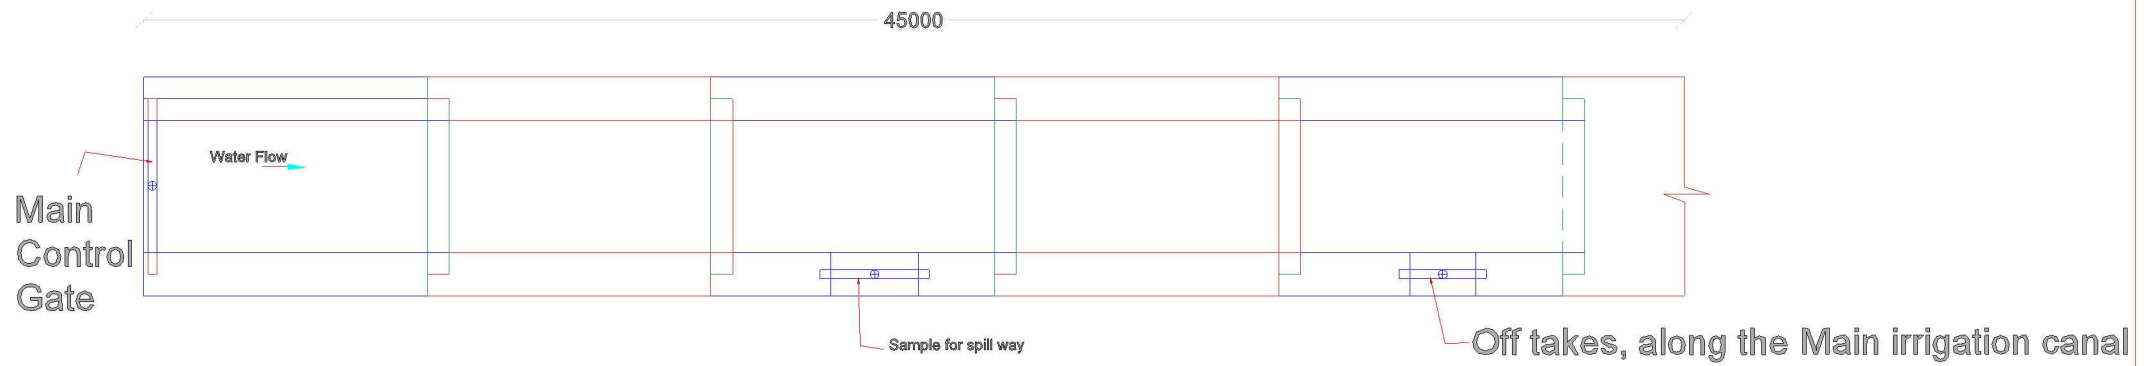 45000
Water Flow
Main
Control
Gate
Sample for spill way
Off takes, along the Main irrigation canal